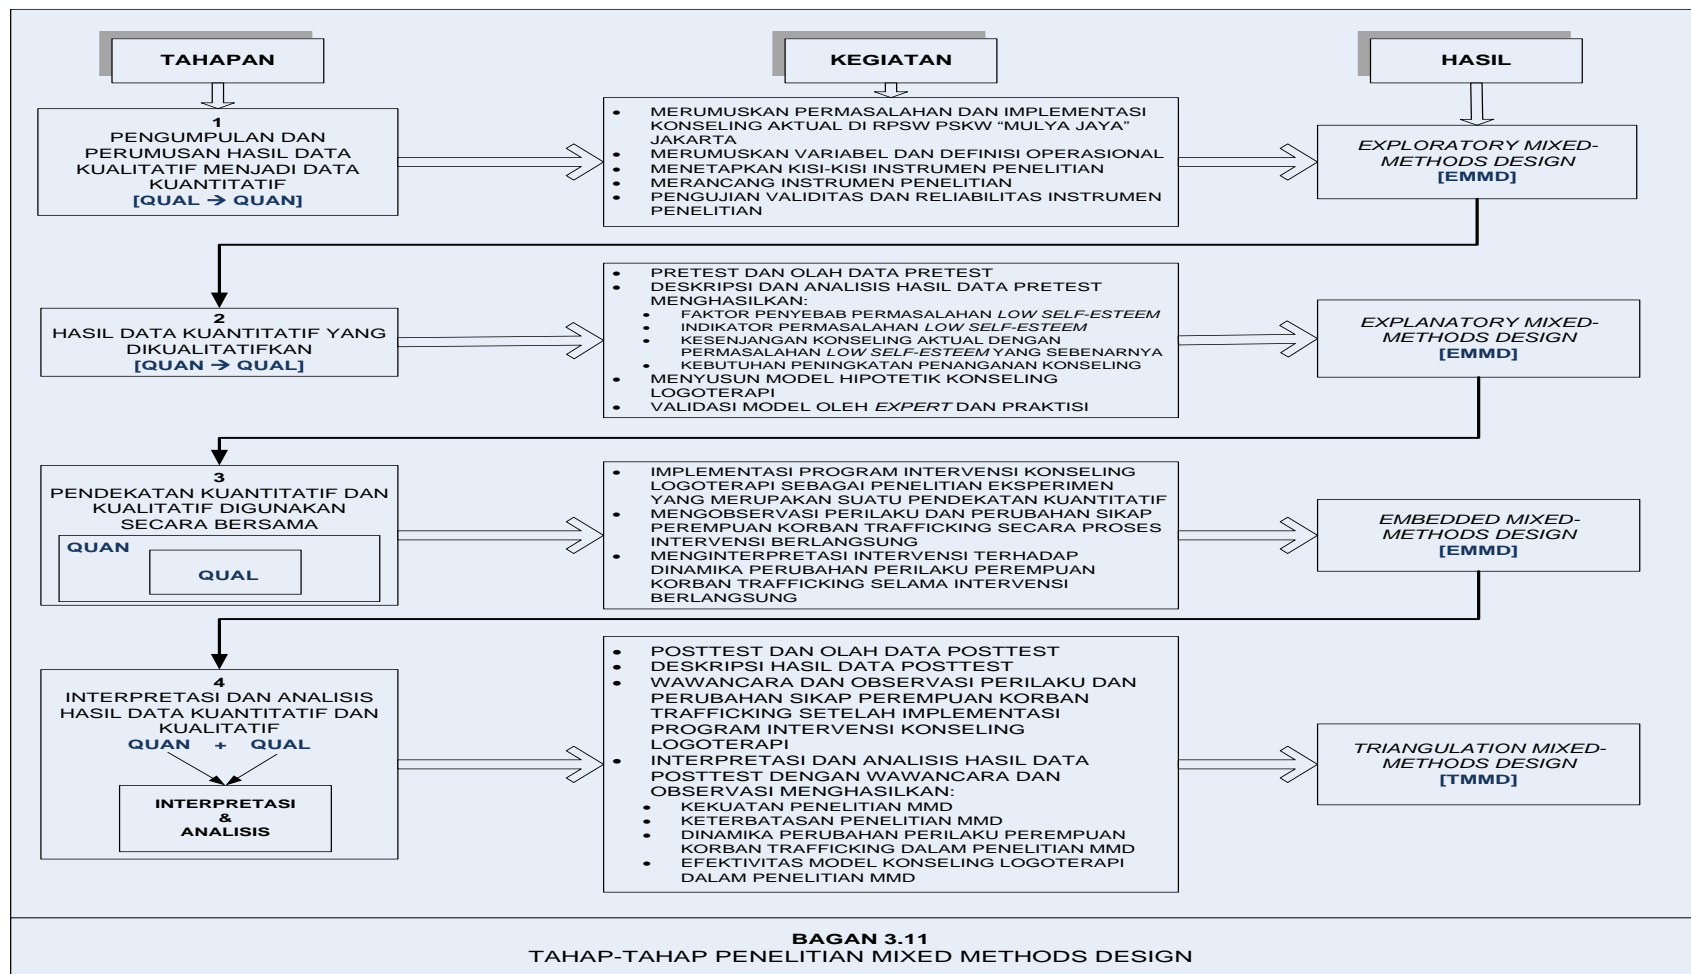 TAHAPAN
KEGIATAN
HASIL
1
PENGUMPULAN DAN
PERUMUSAN HASIL DATA
KUALITATIF MENJADI DATA
KUANTITATIF
[QUAL → QUAN]
• MERUMUSKAN PERMASALAHAN DAN IMPLEMENTASI
KONSELING AKTUAL DI RPSW PSKW “MULYA JAYA”
JAKARTA
• MERUMUSKAN VARIABEL DAN DEFINISI OPERASIONAL
• MENETAPKAN KISI-KISI INSTRUMEN PENELITIAN
• MERANCANG INSTRUMEN PENELITIAN
• PENGUJIAN VALIDITAS DAN RELIABILITAS INSTRUMEN
PENELITIAN
EXPLORATORY MIXED-
METHODS DESIGN
[EMMD]
2
HASIL DATA KUANTITATIF YANG
DIKUALITATIFKAN
[QUAN → QUAL]
• PRETEST DAN OLAH DATA PRETEST
• DESKRIPSI DAN ANALISIS HASIL DATA PRETEST
MENGHASILKAN:
• FAKTOR PENYEBAB PERMASALAHAN LOW SELF-ESTEEM
• INDIKATOR PERMASALAHAN LOW SELF-ESTEEM
• KESENJANGAN KONSELING AKTUAL DENGAN
PERMASALAHAN LOW SELF-ESTEEM YANG SEBENARNYA
• KEBUTUHAN PENINGKATAN PENANGANAN KONSELING
• MENYUSUN MODEL HIPOTETIK KONSELING
LOGOTERAPI
• VALIDASI MODEL OLEH EXPERT DAN PRAKTISI
EXPLANATORY MIXED-
METHODS DESIGN
[EMMD]
3
PENDEKATAN KUANTITATIF DAN
KUALITATIF DIGUNAKAN
SECARA BERSAMA
QUAN
QUAL
• IMPLEMENTASI PROGRAM INTERVENSI KONSELING
LOGOTERAPI SEBAGAI PENELITIAN EKSPERIMEN
YANG MERUPAKAN SUATU PENDEKATAN KUANTITATIF
• MENGOBSERVASI PERILAKU DAN PERUBAHAN SIKAP
PEREMPUAN KORBAN TRAFFICKING SECARA PROSES
INTERVENSI BERLANGSUNG
• MENGINTERPRETASI INTERVENSI TERHADAP
DINAMIKA PERUBAHAN PERILAKU PEREMPUAN
KORBAN TRAFFICKING SELAMA INTERVENSI
BERLANGSUNG
EMBEDDED MIXED-
METHODS DESIGN
[EMMD]
4
INTERPRETASI DAN ANALISIS
HASIL DATA KUANTITATIF DAN
KUALITATIF
QUAN + QUAL
INTERPRETASI
&
ANALISIS
• POSTTEST DAN OLAH DATA POSTTEST
• DESKRIPSI HASIL DATA POSTTEST
• WAWANCARA DAN OBSERVASI PERILAKU DAN
PERUBAHAN SIKAP PEREMPUAN KORBAN
TRAFFICKING SETELAH IMPLEMENTASI
PROGRAM INTERVENSI KONSELING
LOGOTERAPI
• INTERPRETASI DAN ANALISIS HASIL DATA
POSTTEST DENGAN WAWANCARA DAN
OBSERVASI MENGHASILKAN:
• KEKUATAN PENELITIAN MMD
• KETERBATASAN PENELITIAN MMD
• DINAMIKA PERUBAHAN PERILAKU PEREMPUAN
KORBAN TRAFFICKING DALAM PENELITIAN MMD
• EFEKTIVITAS MODEL KONSELING LOGOTERAPI
DALAM PENELITIAN MMD
TRIANGULATION MIXED-
METHODS DESIGN
[TMMD]
BAGAN 3.11
TAHAP-TAHAP PENELITIAN MIXED METHODS DESIGN